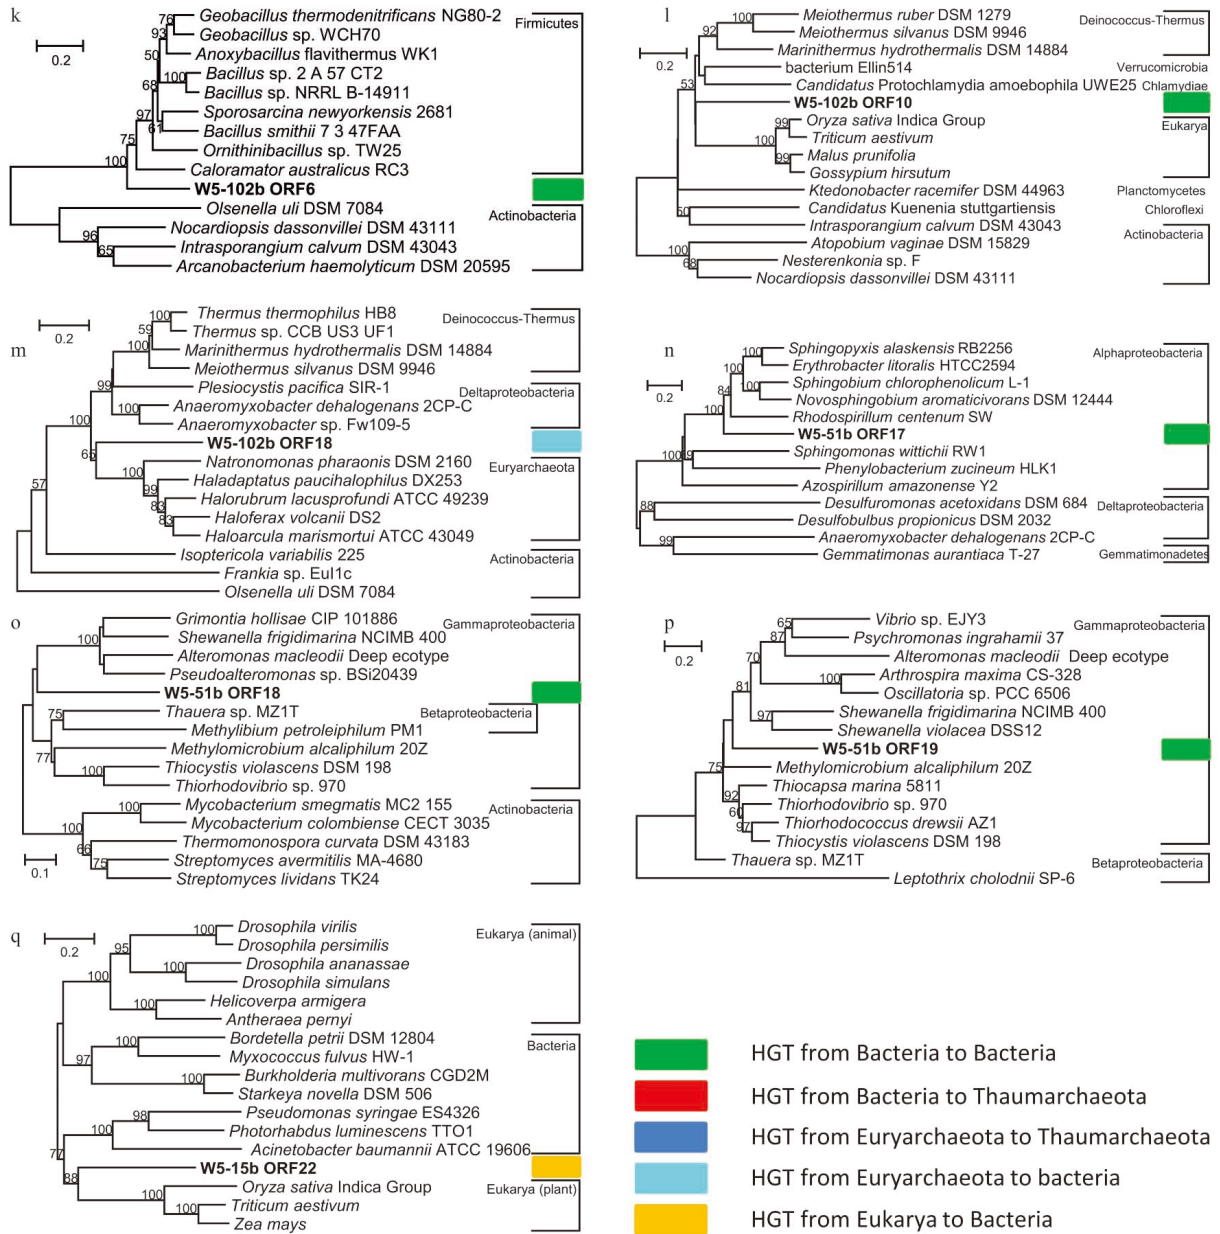 k
Geobacillus thermodenitrificans NG80-2
Geobacillus sp. WCH70
Anoxybacillus flavithermus WK1
Bacillus sp. 2 A 57 CT2
Bacillus sp. NRRL B-14911
Sporosarcina newyorkensis 2681
Bacillus smithii 7 3 47FAA
Ornithinibacillus sp. TW25
Caloramator australicus RC3
W5-102b ORF6
Olsenella uli DSM 7084
Nocardiopsis dassonvillei DSM 43111
Intrasporangium calvum DSM 43043
Arcanobacterium haemolyticum DSM 20595
Firmicutes
Actinobacteria
0.2
76
93
50
100
68
61
97
75
100
96
65
l
Meiothermus ruber DSM 1279
Meiothermus silvanus DSM 9946
Marinithermus hydrothermalis DSM 14884
bacterium Ellin514
Candidatus Protochlamydia amoebophila UWE25
W5-102b ORF10
Oryza sativa Indica Group
Triticum aestivum
Malus prunifolia
Gossypium hirsutum
Ktedonobacter racemifer DSM 44963
Candidatus Kuenenia stuttgartiensis
Intrasporangium calvum DSM 43043
Atopobium vaginae DSM 15829
Nesterenkonia sp. F
Nocardiopsis dassonvillei DSM 43111
Deinococcus-Thermus
Verrucomicrobia
Chlamydiae
Eukarya
Planctomycetes
Chloroflexi
Actinobacteria
0.2
100
92
53
99
100
99
60
100
68
m
Thermus thermophilus HB8
Thermus sp. CCB US3 UF1
Marinithermus hydrothermalis DSM 14884
Meiothermus silvanus DSM 9946
Plesiocystis pacifica SIR-1
Anaeromyxobacter dehalogenans 2CP-C
Anaeromyxobacter sp. Fw109-5
W5-102b ORF18
Natronomonas pharaonis DSM 2160
Haladaptatus paucihalophilus DX253
Halorubrum lacusprofundi ATCC 49239
Haloferax volcanii DS2
Haloarcula marismortui ATCC 43049
Isoptericola variabilis 225
Frankia sp. EuI1c
Olsenella uli DSM 7084
Deinococcus-Thermus
Deltaproteobacteria
Euryarchaeota
Actinobacteria
0.2
100
59
100
99
100
100
65
100
99
83
83
57
n
Sphingopyxis alaskensis RB2256
Erythrobacter litoralis HTCC2594
Sphingobium chlorophenolicum L-1
Novosphingobium aromaticivorans DSM 12444
Rhodospirillum centenum SW
W5-51b ORF17
Sphingomonas wittichii RW1
Phenylobacterium zucineum HLK1
Azospirillum amazonense Y2
Desulfuromonas acetoxidans DSM 684
Desulfobulbus propionicus DSM 2032
Anaeromyxobacter dehalogenans 2CP-C
Gemmatimonas aurantiaca T-27
Alphaproteobacteria
Deltaproteobacteria
Gemmatimonadetes
0.2
100
100
100
84
100
100
88
99
o
Grimontia hollisae CIP 101886
Shewanella frigidimarina NCIMB 400
Alteromonas macleodii Deep ecotype
Pseudoalteromonas sp. BSi20439
W5-51b ORF18
Thauera sp. MZ1T
Methylibium petroleiphilum PM1
Methylomicrobium alcaliphilum 20Z
Thiocystis violascens DSM 198
Thiorhodovibrio sp. 970
Mycobacterium smegmatis MC2 155
Mycobacterium colombiense CECT 3035
Thermomonospora curvata DSM 43183
Streptomyces avermitilis MA-4680
Streptomyces lividans TK24
Gammaproteobacteria
Betaproteobacteria
Actinobacteria
0.1
100
75
77
100
100
100
66
75
p
Vibrio sp. EJY3
Psychromonas ingrahamii 37
Alteromonas macleodii Deep ecotype
Arthrospira maxima CS-328
Oscillatoria sp. PCC 6506
Shewanella frigidimarina NCIMB 400
Shewanella violacea DSS12
W5-51b ORF19
Methylomicrobium alcaliphilum 20Z
Thiocapsa marina 5811
Thiorhodovibrio sp. 970
Thiorhodococcus drewsii AZ1
Thiocystis violascens DSM 198
Thauera sp. MZ1T
Leptothrix cholodnii SP-6
Gammaproteobacteria
Betaproteobacteria
0.2
65
87
70
100
81
97
75
92
60
97
q
Drosophila virilis
Drosophila persimilis
Drosophila ananassae
Drosophila simulans
Helicoverpa armigera
Antheraea pernyi
Bordetella petrii DSM 12804
Myxococcus fulvus HW-1
Burkholderia multivorans CGD2M
Starkeya novella DSM 506
Pseudomonas syringae ES4326
Photorhabdus luminescens TTO1
Acinetobacter baumannii ATCC 19606
W5-15b ORF22
Oryza sativa Indica Group
Triticum aestivum
Zea mays
Eukarya (animal)
Bacteria
Eukarya (plant)
0.2
100
95
100
100
100
100
97
100
98
100
77
88
100
100
HGT from Bacteria to Bacteria
HGT from Bacteria to Thaumarchaeota
HGT from Euryarchaeota to Thaumarchaeota
HGT from Euryarchaeota to bacteria
HGT from Eukarya to Bacteria